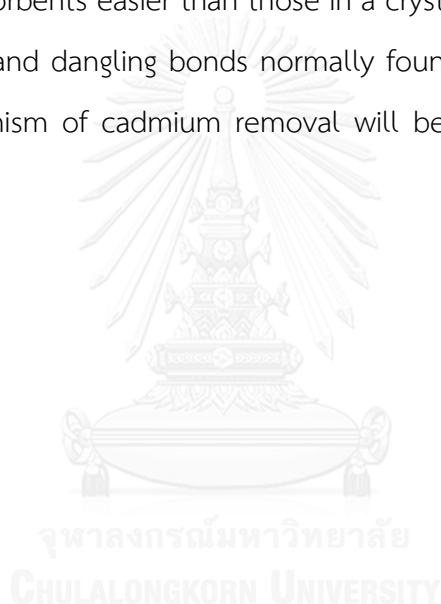 orbents easier than those in a cryst
and dangling bonds normally foun
nism of cadmium removal will be
จุฬาลงกรณ์มหาวิทยาลัย
CHULALONGKORN UNIVERSITY